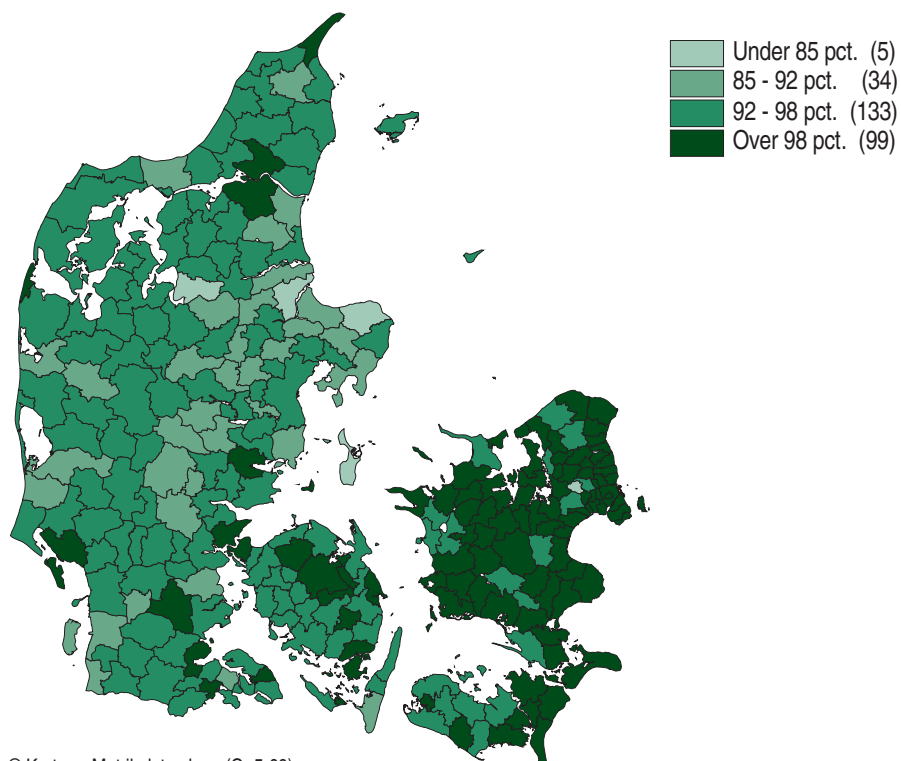 Under 85 pct. (5)
85 - 92 pct. (34)
92 - 98 pct. (133)
Over 98 pct. (99)